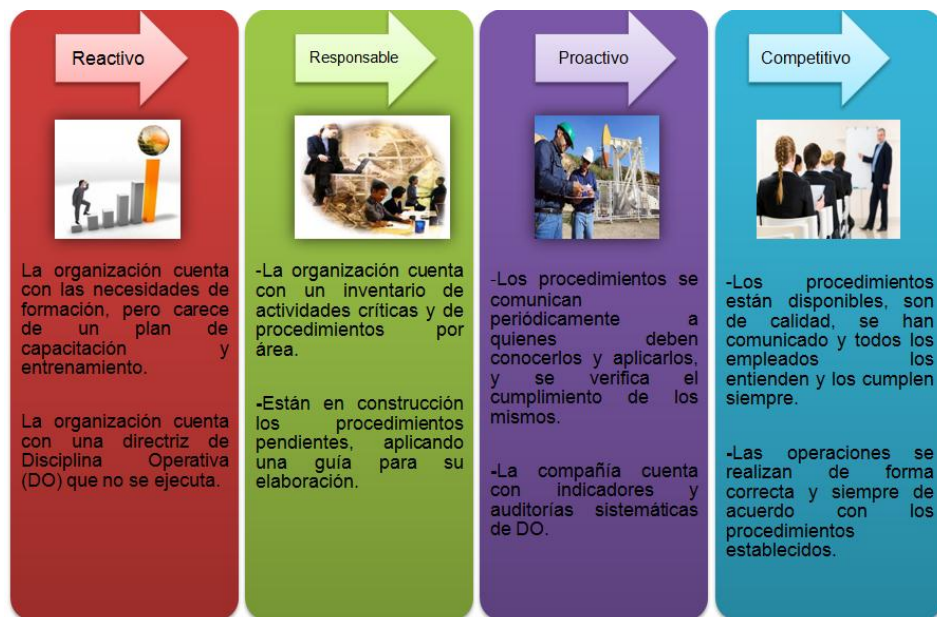 Reactivo
La organización cuenta
con las necesidades de
formación, pero carece
de un plan de
capacitación y
entrenamiento.
La organización cuenta
con una directriz de
Disciplina Operativa
(DO) que no se ejecuta.
Responsable
-La organización cuenta
con un inventario de
actividades críticas y de
procedimientos por
área.
-Están en construcción
los procedimientos
pendientes, aplicando
una guía para su
elaboración.
Proactivo
-Los procedimientos se
comunican
periódicamente a
quienes deben
conocerlos y aplicarlos,
y se verifica el
cumplimiento de los
mismos.
-La compañía cuenta
con indicadores y
auditorías sistemáticas
de DO.
Competitivo
-Los procedimientos
están disponibles, son
de calidad, se han
comunicado y todos los
empleados los
entienden y los cumplen
siempre.
-Las operaciones se
realizan de forma
correcta y siempre de
acuerdo con los
procedimientos
establecidos.